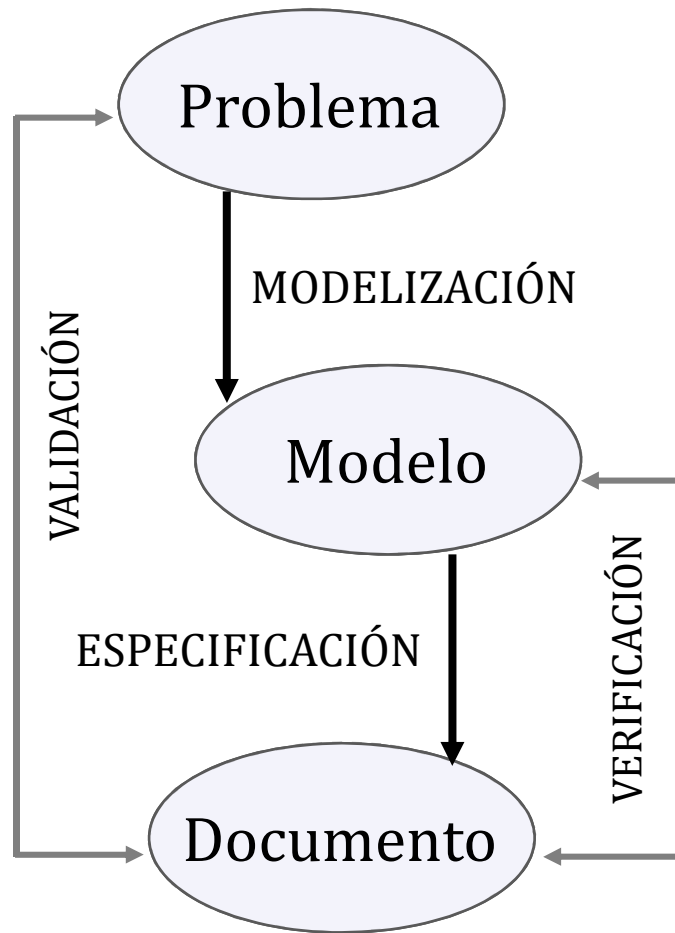 Problema
MODELIZACIÓN
VALIDACIÓN
Modelo
ESPECIFICACIÓN
VERIFICACIÓN
Documento